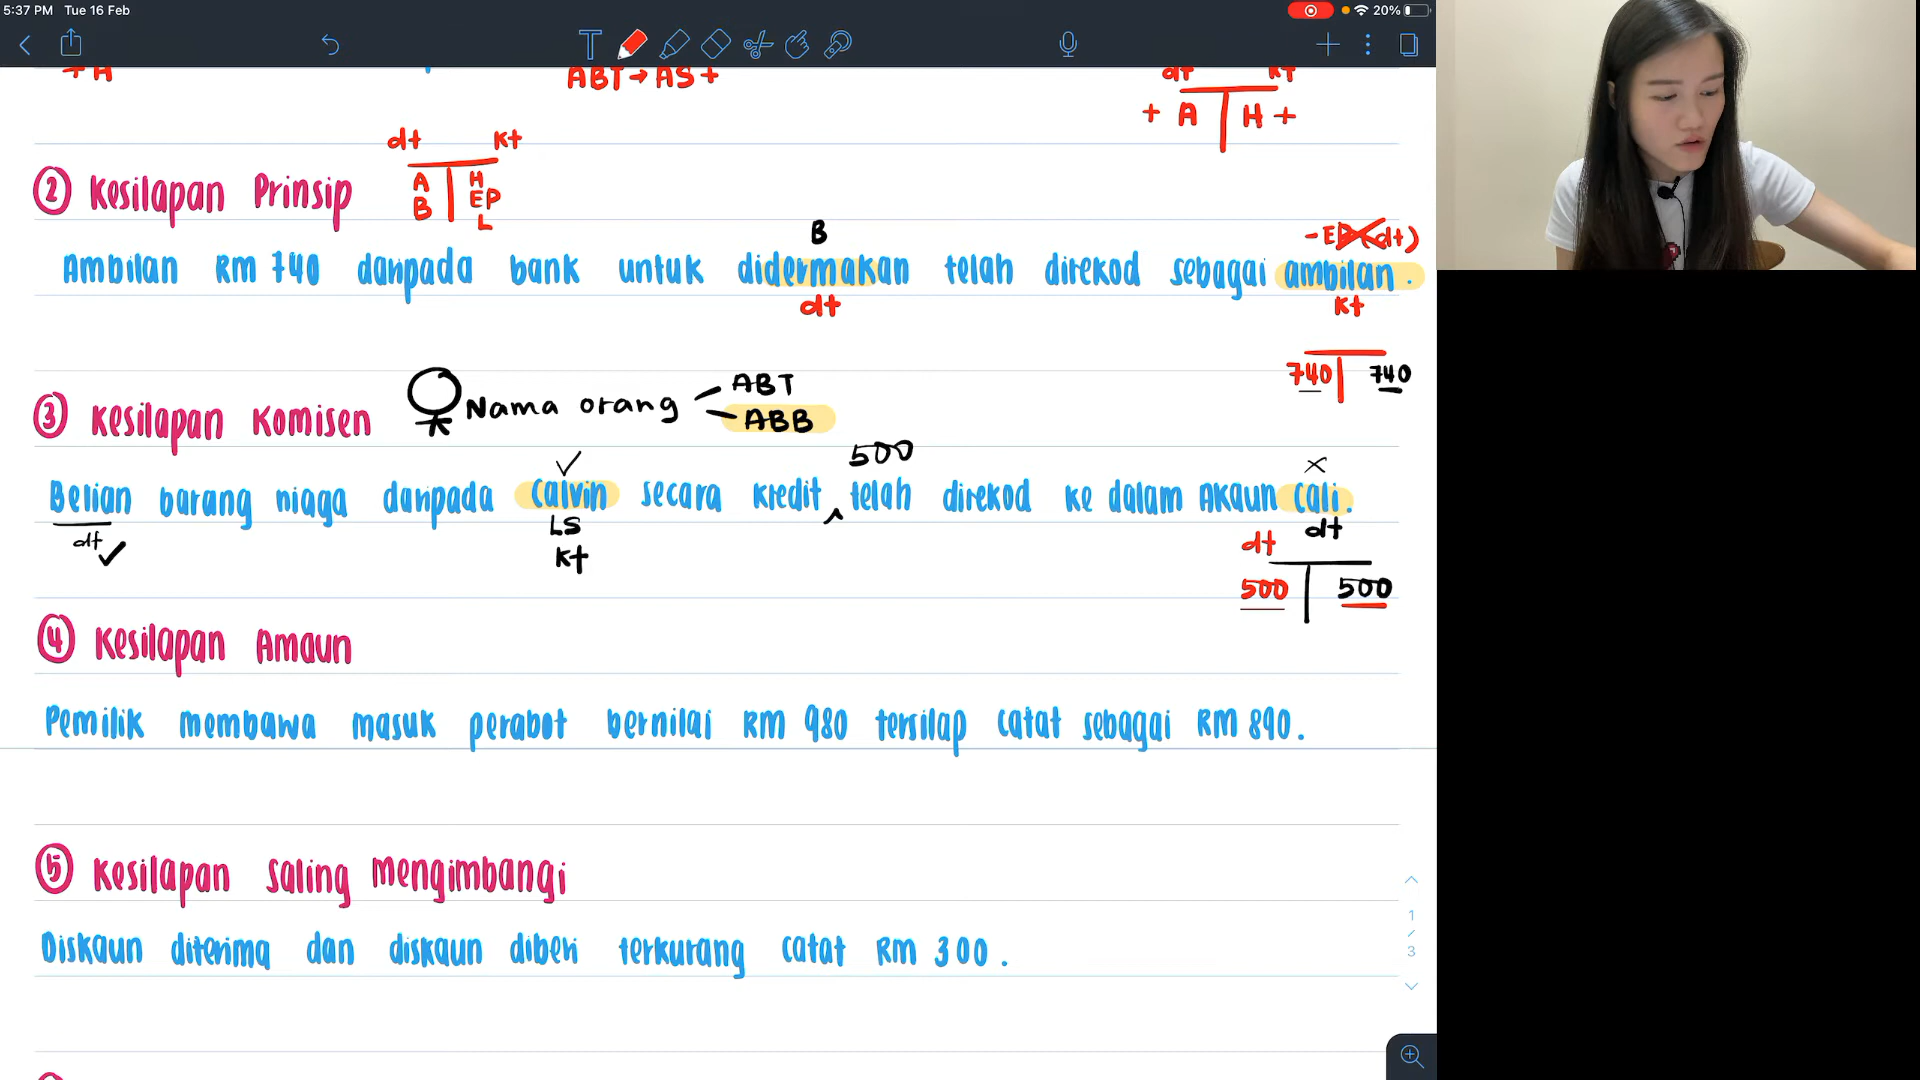 5:37 PM Tue 16 Feb
20%
+ A
ABT → AS +
dt kt
+ A H +
dt kt
A H
B EP
L
② Kesilapan Prinsip
B
- EP (dt)
Ambilan RM 740 daripada bank untuk didermakan telah direkod sebagai ambilan.
dt
kt
740 740
③ Kesilapan Komisen
Nama orang
ABT
ABB
✓
500
x
Belian barang niaga daripada Calvin secara kredit ^ telah direkod ke dalam Akaun Cali.
dt ✓
LS
kt
dt
dt
500 500
④ Kesilapan Amaun
Pemilik membawa masuk perabot bernilai RM 980 tersilap catat sebagai RM 890.
⑤ Kesilapan Saling Mengimbangi
Diskaun diterima dan diskaun diberi terkurang catat RM 300.
1
/
3